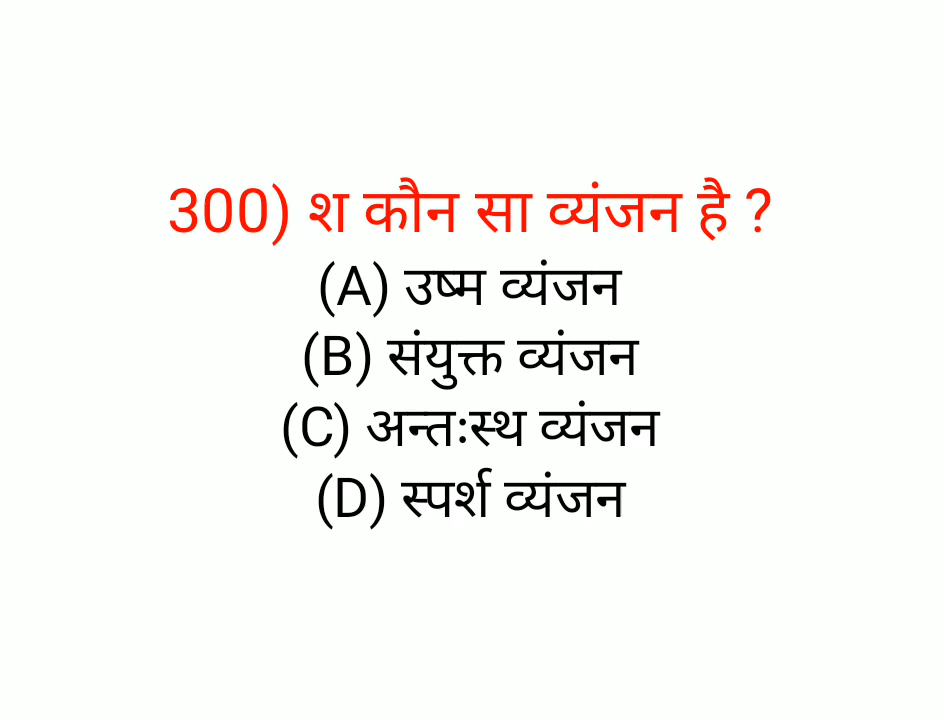 300) श कौन सा व्यंजन है ?
(A) उष्म व्यंजन
(B) संयुक्त व्यंजन
(C) अन्तःस्थ व्यंजन
(D) स्पर्श व्यंजन